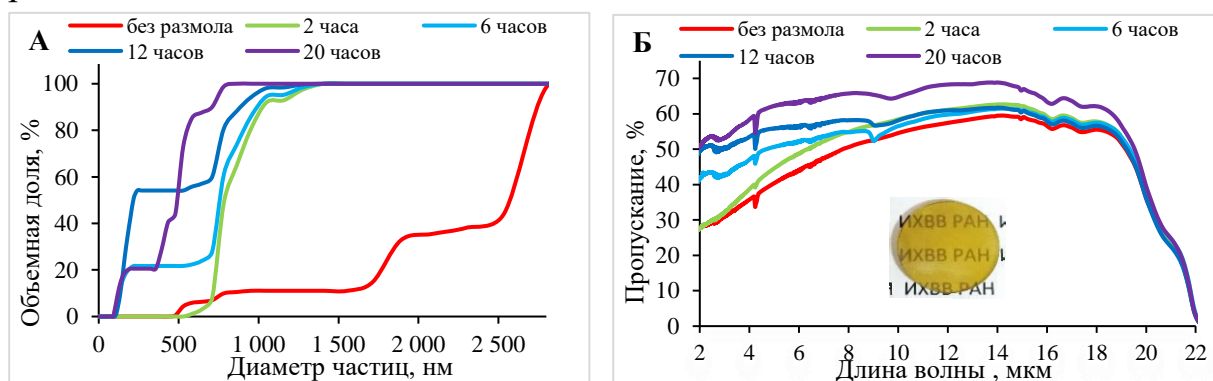 А
без размола 2 часа 6 часов
12 часов 20 часов
100
80
60
40
20
0
0 500 1 000 1 500 2 000 2 500
Объемная доля, %
Диаметр частиц, нм
Б
без размола 2 часа 6 часов
12 часов 20 часов
70
60
50
40
30
20
10
0
2 4 6 8 10 12 14 16 18 20 22
Пропускание, %
Длина волны , мкм
ИХВВ РАН И
ИХВВ РАН
ИХВВ РАН